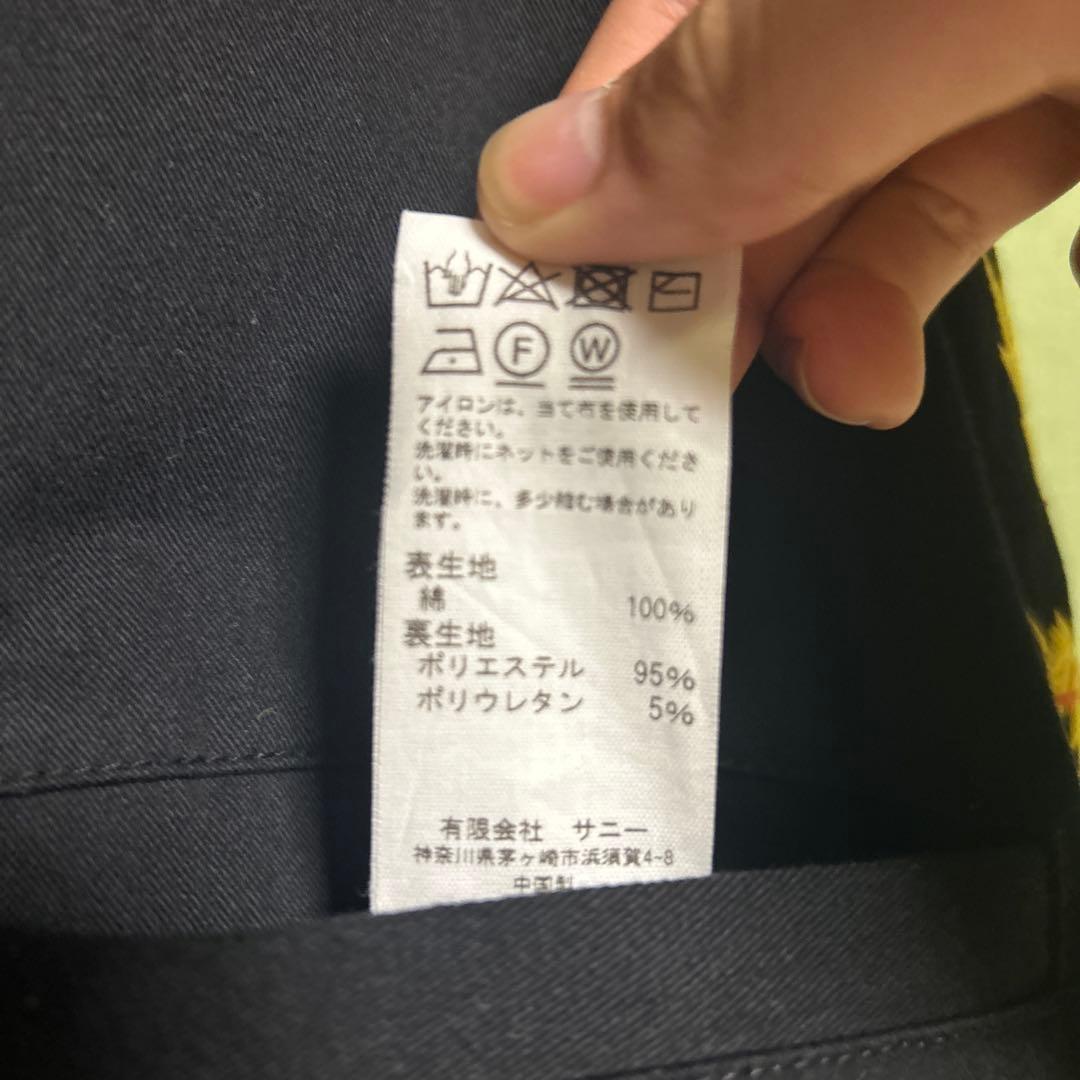 F W
アイロンは、当て布を使用して
ください。
洗濯時にネットをご使用くださ
い。
洗濯時に、多少縮む場合があり
ます。
表生地
綿 100%
裏生地
ポリエステル 95%
ポリウレタン 5%
有限会社 サニー
神奈川県茅ヶ崎市浜須賀4-8
中国製